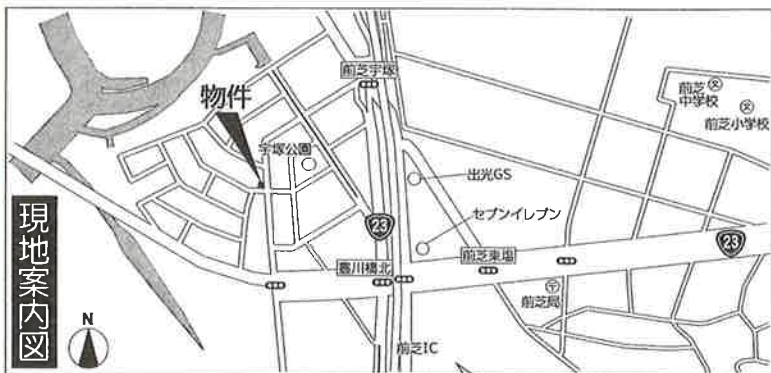 前芝宇塚
物件
宇塚公園
前芝
中学校
前芝小学校
出光GS
セブンイレブン
23
23
豊川橋北
前芝東塩
前芝局
前芝IC
現地案内図
N